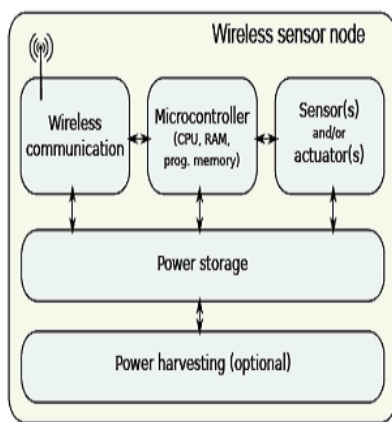 Wireless sensor node
Wireless
communication
Microcontroller
(CPU, RAM,
prog. memory)
Sensor(s)
and/or
actuator(s)
Power storage
Power harvesting (optional)